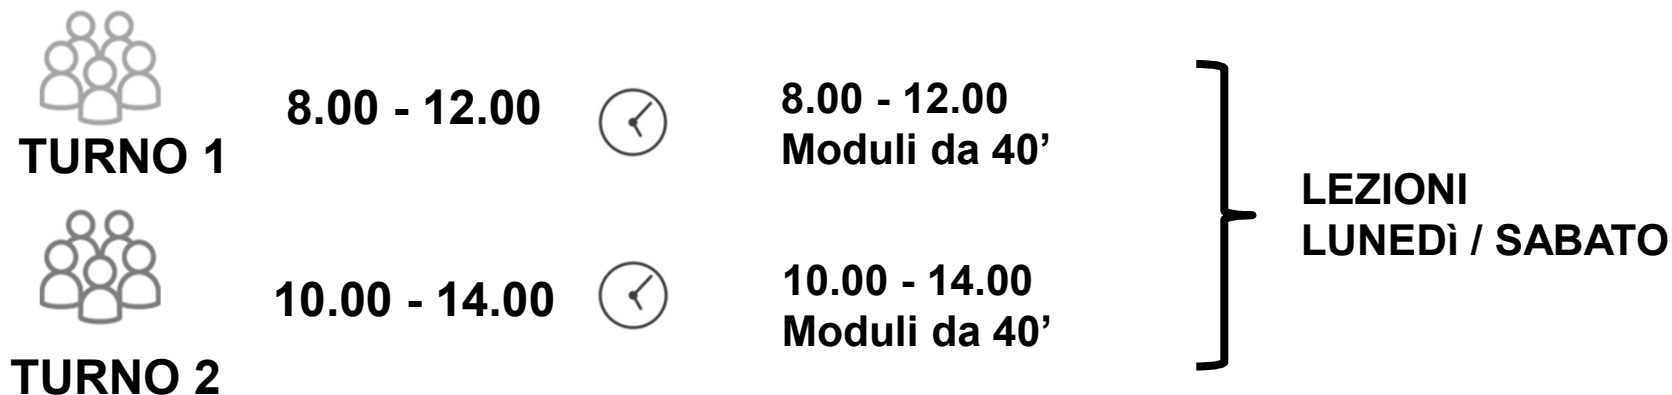 TURNO 1
8.00 - 12.00
8.00 - 12.00
Moduli da 40’
TURNO 2
10.00 - 14.00
10.00 - 14.00
Moduli da 40’
LEZIONI
LUNEDì / SABATO